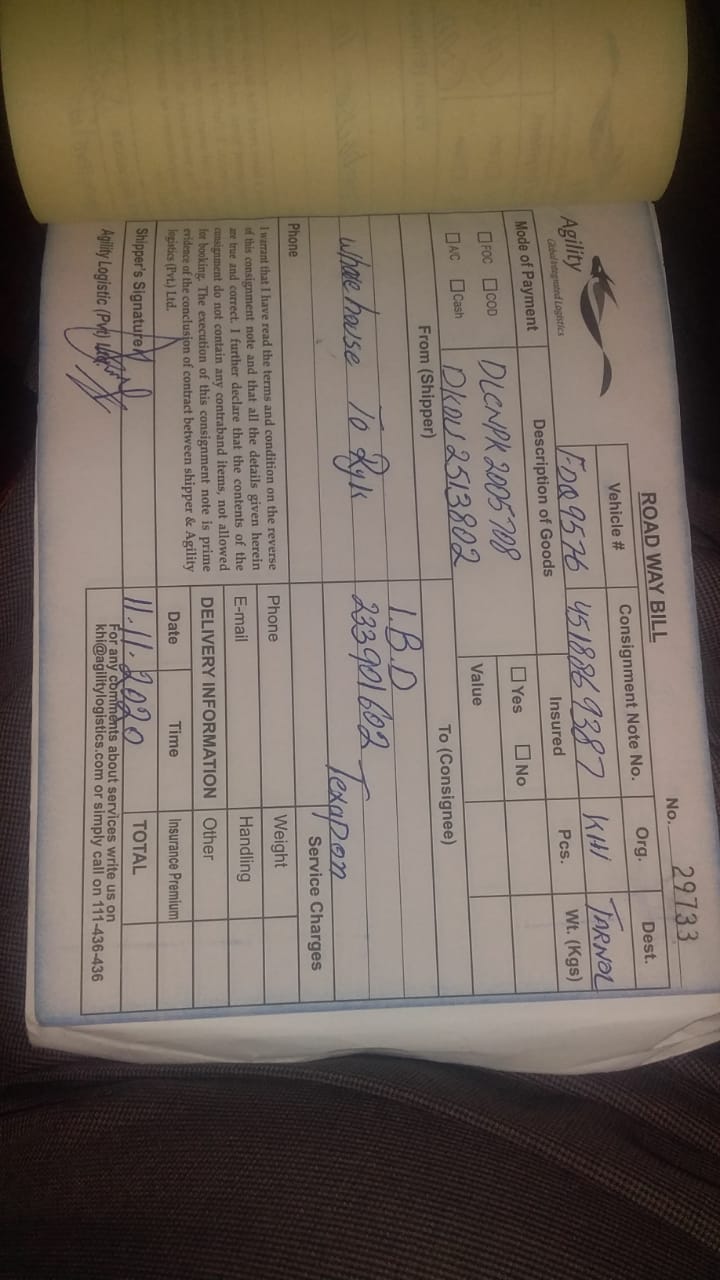 No. 29733
ROAD WAY BILL
Agility
Global Integrated Logistics
Vehicle # Consignment Note No. Org. Dest.
FDQ9576 4518869387 KHI TARNOL
Mode of Payment Description of Goods Insured Pcs. Wt. (Kgs)
☐ FOC ☐ COD DLCNPK2005708 ☐ Yes ☐ No
☐ A/C ☐ Cash DKDU2513802 Value
From (Shipper) To (Consignee)
I.B.D
Whare house To Ryk 233901602
Texapon
Phone Service Charges
I warrant that I have read the terms and condition on the reverse
of this consignment note and that all the details given herein
are true and correct. I further declare that the contents of the
consignment do not contain any contraband items, not allowed
for booking. The execution of this consignment note is prime
evidence of the conclusion of contract between shipper & Agility
logistics (Pvt.) Ltd.
Phone Weight
E-mail Handling
DELIVERY INFORMATION Other
Date Time Insurance Premium
Shipper's Signature 11.11.2020 TOTAL
Agility Logistic (Pvt)
For any comments about services write us on
khi@agilitylogistics.com or simply call on 111-436-436